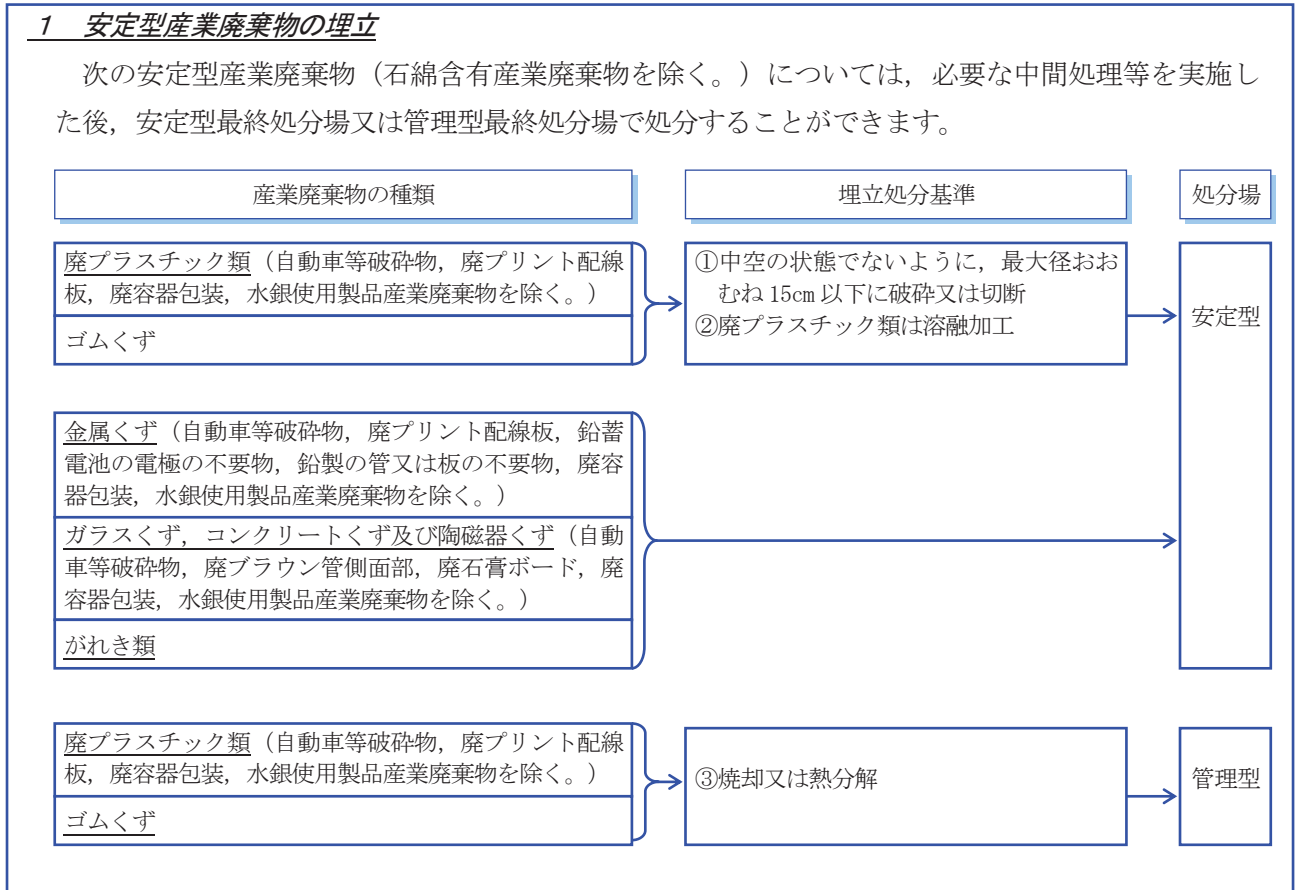 1　安定型産業廃棄物の埋立
次の安定型産業廃棄物（石綿含有産業廃棄物を除く。）については，必要な中間処理等を実施し
た後，安定型最終処分場又は管理型最終処分場で処分することができます。
産業廃棄物の種類
埋立処分基準
処分場
廃プラスチック類（自動車等破砕物，廃プリント配線
板，廃容器包装，水銀使用製品産業廃棄物を除く。）
ゴムくず
①中空の状態でないように，最大径おお
むね 15cm 以下に破砕又は切断
②廃プラスチック類は溶融加工
安定型
金属くず（自動車等破砕物，廃プリント配線板，鉛蓄
電池の電極の不要物，鉛製の管又は板の不要物，廃容
器包装，水銀使用製品産業廃棄物を除く。）
ガラスくず，コンクリートくず及び陶磁器くず（自動
車等破砕物，廃ブラウン管側面部，廃石膏ボード，廃
容器包装，水銀使用製品産業廃棄物を除く。）
がれき類
廃プラスチック類（自動車等破砕物，廃プリント配線
板，廃容器包装，水銀使用製品産業廃棄物を除く。）
ゴムくず
③焼却又は熱分解
管理型